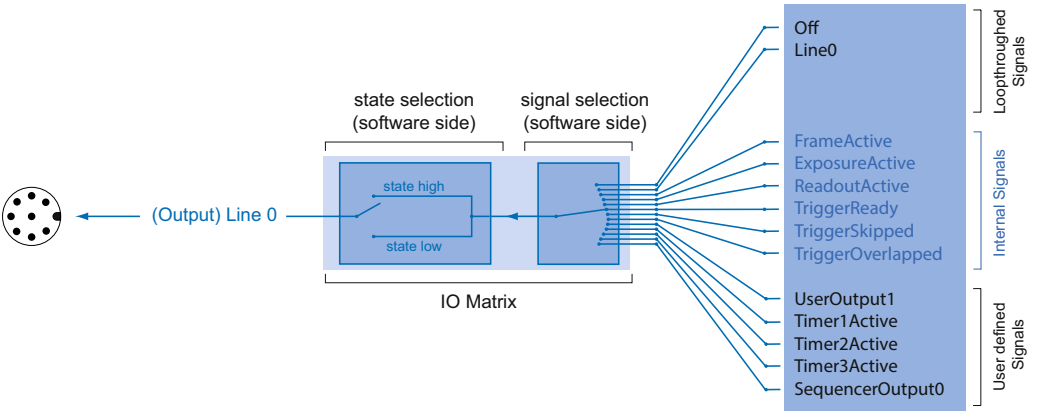 state selection
(software side)
signal selection
(software side)
(Output) Line 0
state high
state low
IO Matrix
Off
Line0
Loopthroughed
Signals
FrameActive
ExposureActive
ReadoutActive
TriggerReady
TriggerSkipped
TriggerOverlapped
Internal Signals
UserOutput1
Timer1Active
Timer2Active
Timer3Active
SequencerOutput0
User defined
Signals